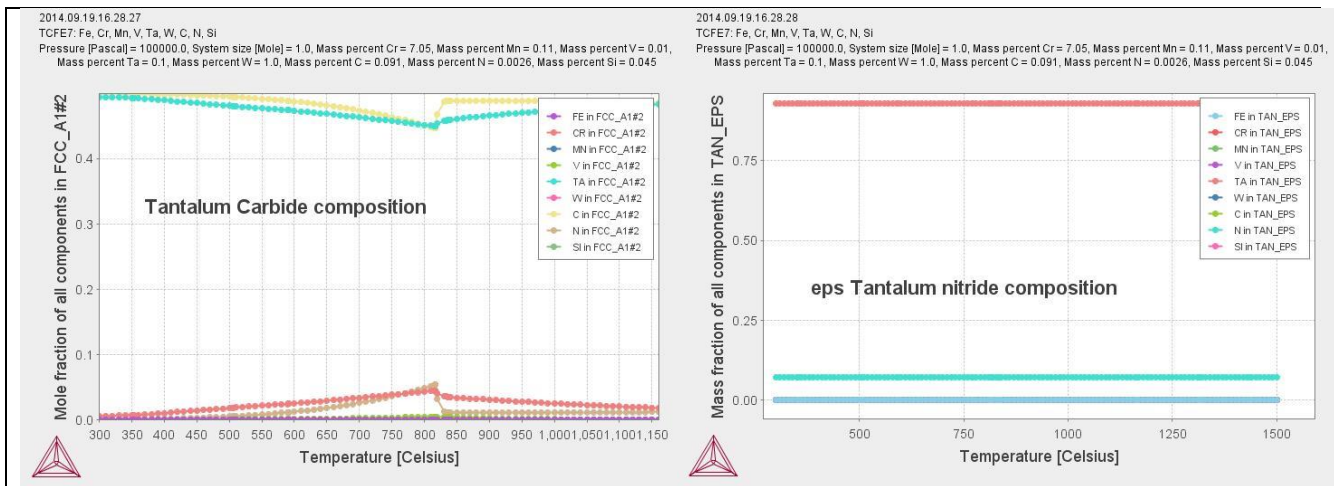 2014.09.19.16.28.27
TCFE7: Fe, Cr, Mn, V, Ta, W, C, N, Si
Pressure [Pascal] = 100000.0, System size [Mole] = 1.0, Mass percent Cr = 7.05, Mass percent Mn = 0.11, Mass percent V = 0.01,
Mass percent Ta = 0.1, Mass percent W = 1.0, Mass percent C = 0.091, Mass percent N = 0.0026, Mass percent Si = 0.045
Mole fraction of all components in FCC_A1#2
0.4
0.3
0.2
0.1
0.0
FE in FCC_A1#2
CR in FCC_A1#2
MN in FCC_A1#2
V in FCC_A1#2
TA in FCC_A1#2
W in FCC_A1#2
C in FCC_A1#2
N in FCC_A1#2
SI in FCC_A1#2
Tantalum Carbide composition
300 350 400 450 500 550 600 650 700 750 800 850 900 950 1,0001,0501,1001,150
Temperature [Celsius]
2014.09.19.16.28.28
TCFE7: Fe, Cr, Mn, V, Ta, W, C, N, Si
Pressure [Pascal] = 100000.0, System size [Mole] = 1.0, Mass percent Cr = 7.05, Mass percent Mn = 0.11, Mass percent V = 0.01,
Mass percent Ta = 0.1, Mass percent W = 1.0, Mass percent C = 0.091, Mass percent N = 0.0026, Mass percent Si = 0.045
Mass fraction of all components in TAN_EPS
0.75
0.50
0.25
0.00
FE in TAN_EPS
CR in TAN_EPS
MN in TAN_EPS
V in TAN_EPS
TA in TAN_EPS
W in TAN_EPS
C in TAN_EPS
N in TAN_EPS
SI in TAN_EPS
eps Tantalum nitride composition
500 750 1000 1250 1500
Temperature [Celsius]